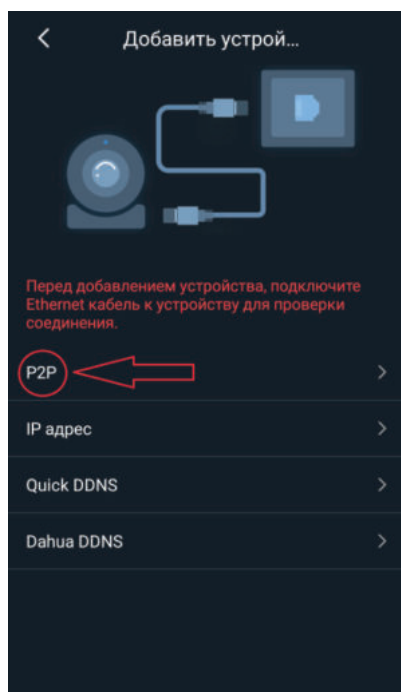 Добавить устрой...
Перед добавлением устройства, подключите
Ethernet кабель к устройству для проверки
соединения.
P2P
IP адрес
Quick DDNS
Dahua DDNS